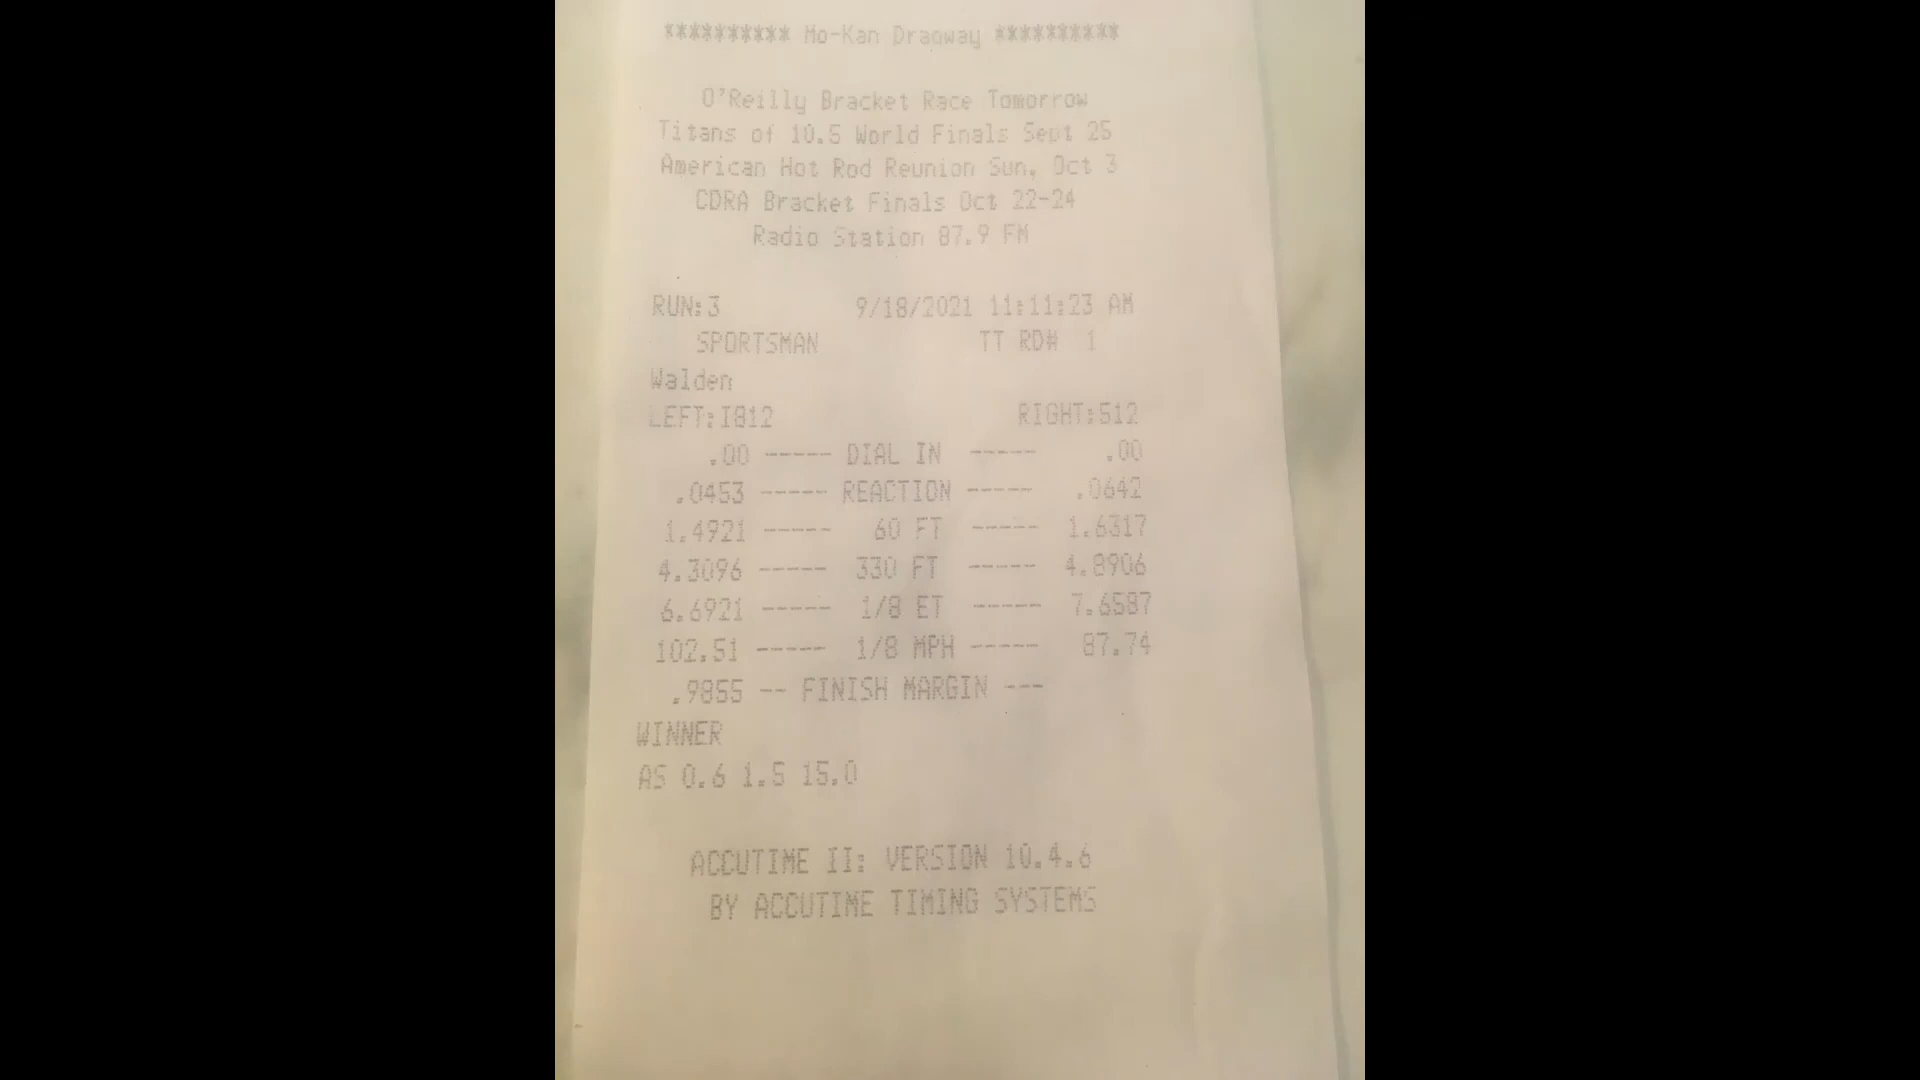 ********** Mo-Kan Dragway **********
O'Reilly Bracket Race Tomorrow
Titans of 10.5 World Finals Sept 25
American Hot Rod Reunion Sun, Oct 3
CDRA Bracket Finals Oct 22-24
Radio Station 87.9 FM
RUN:3 9/18/2021 11:11:23 AM
SPORTSMAN TT RD# 1
Walden
LEFT:I812 RIGHT:512
.00 ----- DIAL IN ----- .00
.0453 ----- REACTION ----- .0642
1.4921 ----- 60 FT ----- 1.6317
4.3096 ----- 330 FT ----- 4.8906
6.6921 ----- 1/8 ET ----- 7.6587
102.51 ----- 1/8 MPH ----- 87.74
.9855 -- FINISH MARGIN ---
WINNER
AS 0.6 1.5 15.0
ACCUTIME II: VERSION 10.4.6
BY ACCUTIME TIMING SYSTEMS